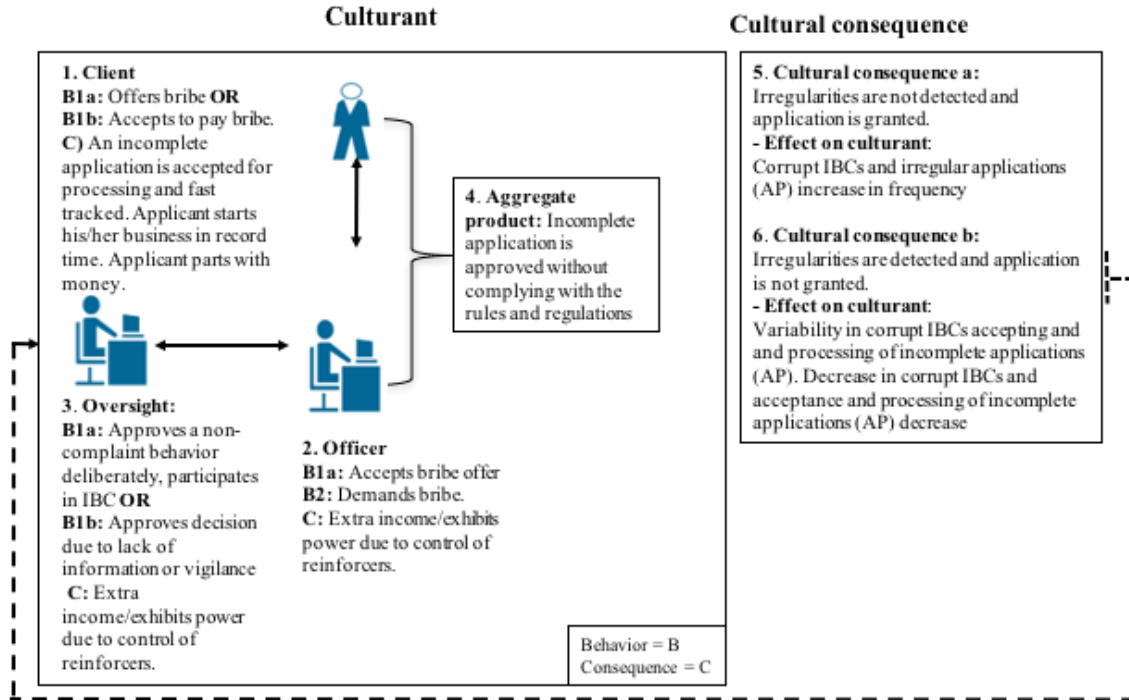 Culturant
Cultural consequence
1. Client
B1a: Offers bribe OR
B1b: Accepts to pay bribe.
C) An incomplete
application is accepted for
processing and fast
tracked. Applicant starts
his/her business in record
time. Applicant parts with
money.
3. Oversight:
B1a: Approves a non-
complaint behavior
deliberately, participates
in IBC OR
B1b: Approves decision
due to lack of
information or vigilance
C: Extra
income/exhibits power
due to control of
reinforcers.
2. Officer
B1a: Accepts bribe offer
B2: Demands bribe.
C: Extra income/exhibits
power due to control of
reinforcers.
4. Aggregate
product: Incomplete
application is
approved without
complying with the
rules and regulations
Behavior = B
Consequence = C
5. Cultural consequence a:
Irregularities are not detected and
application is granted.
- Effect on culturant:
Corrupt IBCs and irregular applications
(AP) increase in frequency
6. Cultural consequence b:
Irregularities are detected and application
is not granted.
- Effect on culturant:
Variability in corrupt IBCs accepting and
and processing of incomplete applications
(AP). Decrease in corrupt IBCs and
acceptance and processing of incomplete
applications (AP) decrease